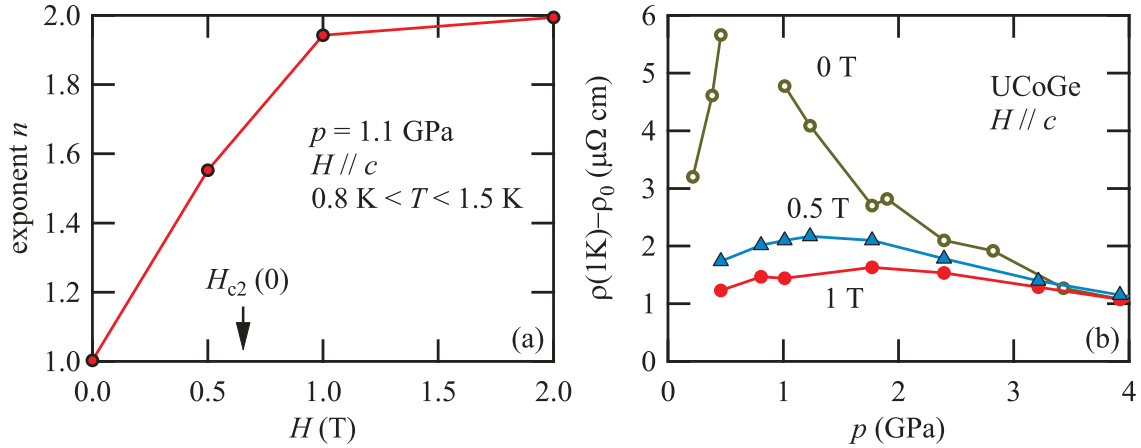 2.0
1.8
1.6
1.4
1.2
1.0
exponent n
p = 1.1 GPa
H // c
0.8 K < T < 1.5 K
Hc2 (0)
(a)
0.0
0.5
1.0
1.5
2.0
H (T)
6
5
4
3
2
1
0
ρ(1K)−ρ0 (μΩ cm)
0 T
UCoGe
H // c
0.5 T
1 T
(b)
0
1
2
3
4
p (GPa)